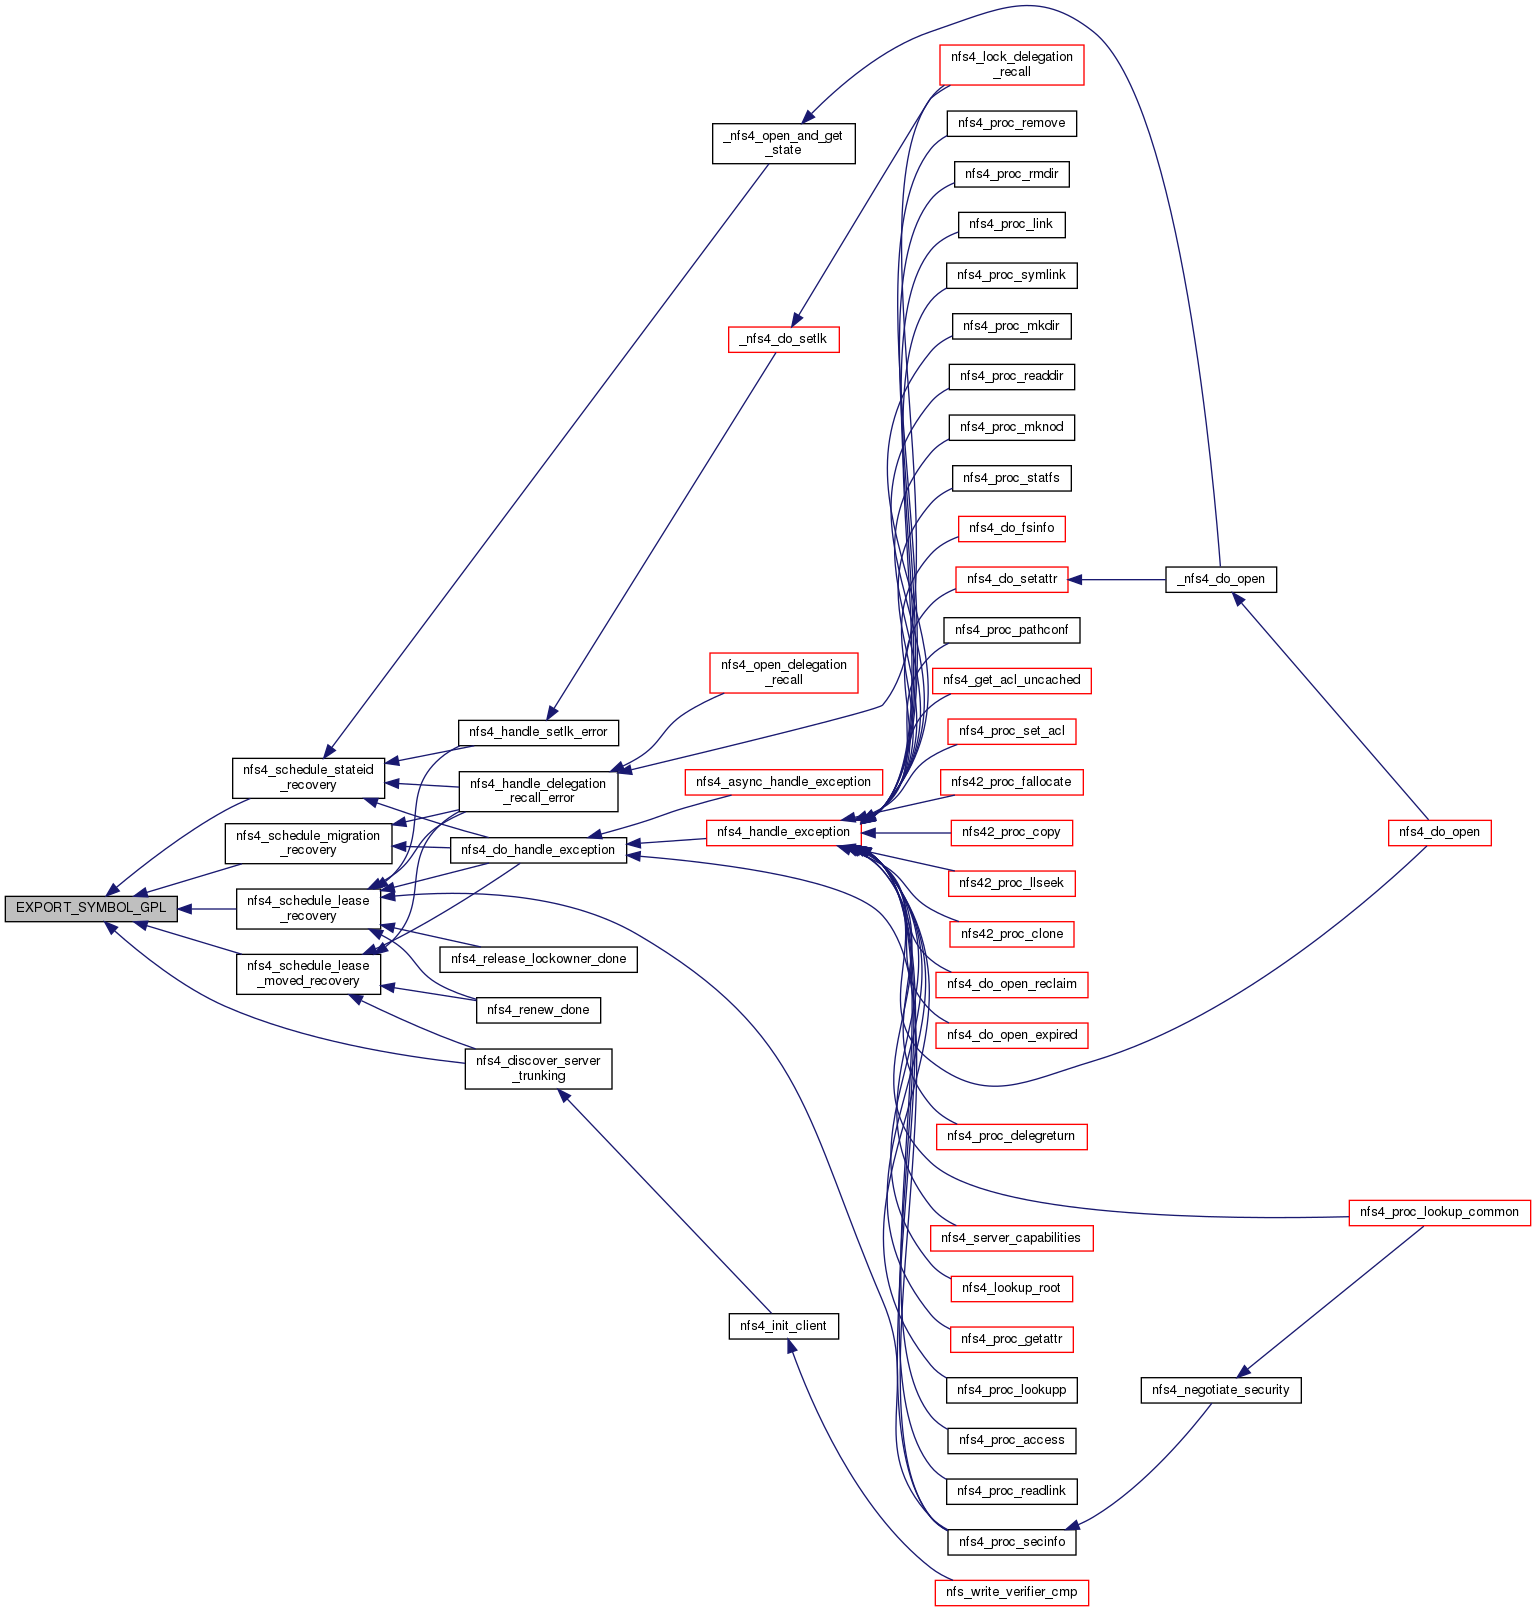 EXPORT_SYMBOL_GPL
nfs4_schedule_stateid
_recovery
nfs4_schedule_migration
_recovery
nfs4_schedule_lease
_recovery
nfs4_schedule_lease
_moved_recovery
nfs4_handle_setlk_error
nfs4_handle_delegation
_recall_error
nfs4_do_handle_exception
nfs4_release_lockowner_done
nfs4_renew_done
nfs4_discover_server
_trunking
_nfs4_open_and_get
_state
_nfs4_do_setlk
nfs4_open_delegation
_recall
nfs4_async_handle_exception
nfs4_handle_exception
nfs4_init_client
nfs4_lock_delegation
_recall
nfs4_proc_remove
nfs4_proc_rmdir
nfs4_proc_link
nfs4_proc_symlink
nfs4_proc_mkdir
nfs4_proc_readdir
nfs4_proc_mknod
nfs4_proc_statfs
nfs4_do_fsinfo
nfs4_do_setattr
nfs4_proc_pathconf
nfs4_get_acl_uncached
nfs4_proc_set_acl
nfs42_proc_fallocate
nfs42_proc_copy
nfs42_proc_llseek
nfs42_proc_clone
nfs4_do_open_reclaim
nfs4_do_open_expired
nfs4_proc_delegreturn
nfs4_server_capabilities
nfs4_lookup_root
nfs4_proc_getattr
nfs4_proc_lookupp
nfs4_proc_access
nfs4_proc_readlink
nfs4_proc_secinfo
nfs_write_verifier_cmp
_nfs4_do_open
nfs4_negotiate_security
nfs4_do_open
nfs4_proc_lookup_common